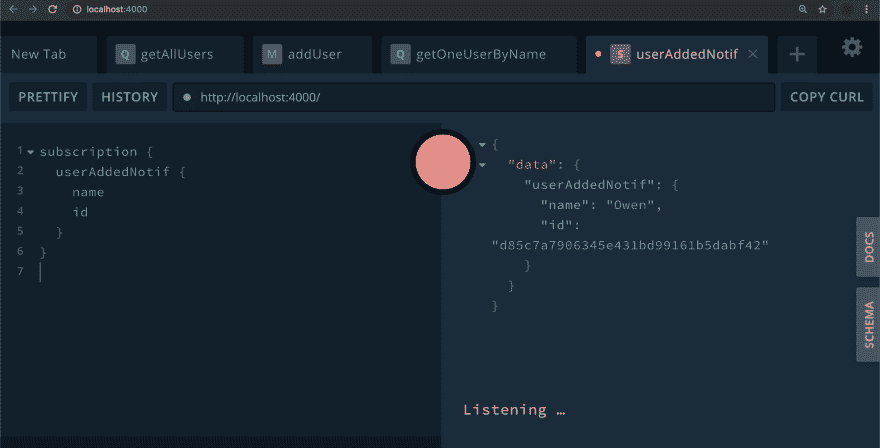 localhost:4000
New Tab
Q getAllUsers
M addUser
Q getOneUserByName
S userAddedNotif
PRETTIFY
HISTORY
http://localhost:4000/
COPY CURL
1 subscription {
2 userAddedNotif {
3 name
4 id
5 }
6 }
7
{
"data": {
"userAddedNotif": {
"name": "Owen",
"id":
"d85c7a7906345e431bd99161b5dabf42"
}
}
}
Listening …
DOCS
SCHEMA